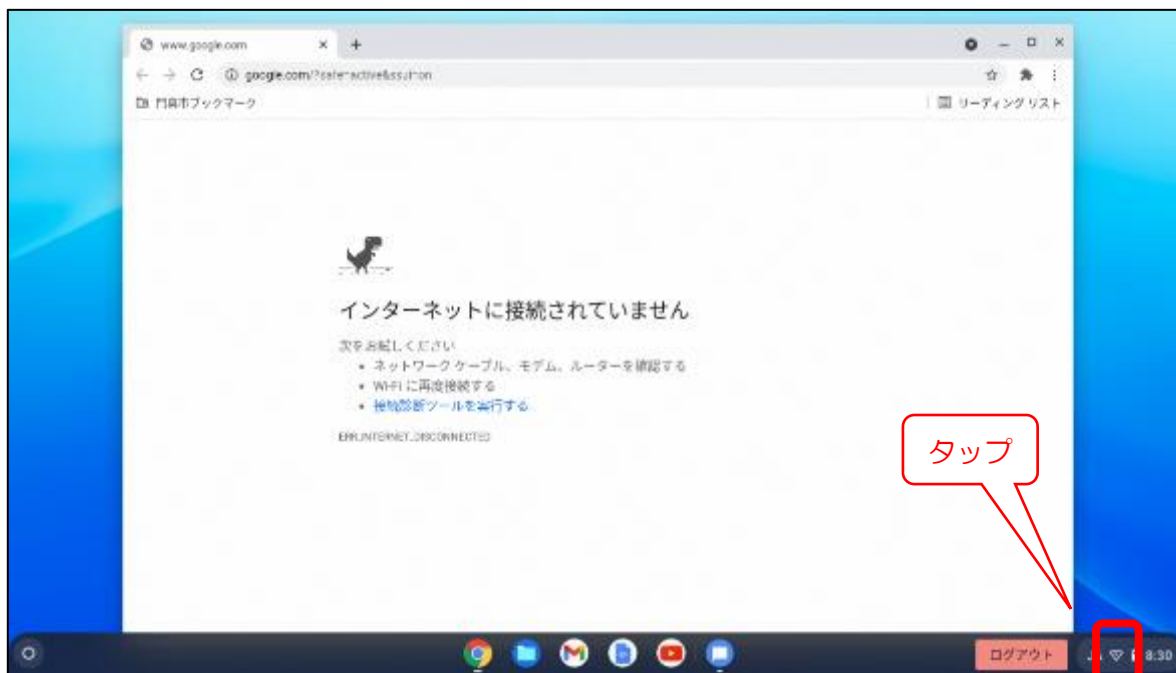 www.google.com
google.com/?safe=active&ssui=on
門真市ブックマーク
リーディング リスト
インターネットに接続されていません
次をお試しください
ネットワーク ケーブル、モデム、ルーターを確認する
Wi-Fi に再度接続する
接続診断ツールを実行する
ERR_INTERNET_DISCONNECTED
タップ
ログアウト
8:30